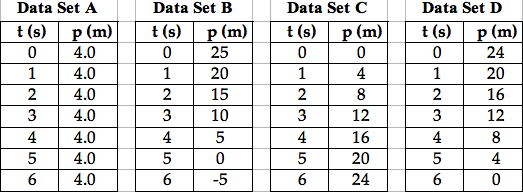 Data Set A Data Set B Data Set C Data Set D
t (s) p (m) t (s) p (m) t (s) p (m) t (s) p (m)
0 4.0 0 25 0 0 0 24
1 4.0 1 20 1 4 1 20
2 4.0 2 15 2 8 2 16
3 4.0 3 10 3 12 3 12
4 4.0 4 5 4 16 4 8
5 4.0 5 0 5 20 5 4
6 4.0 6 -5 6 24 6 0